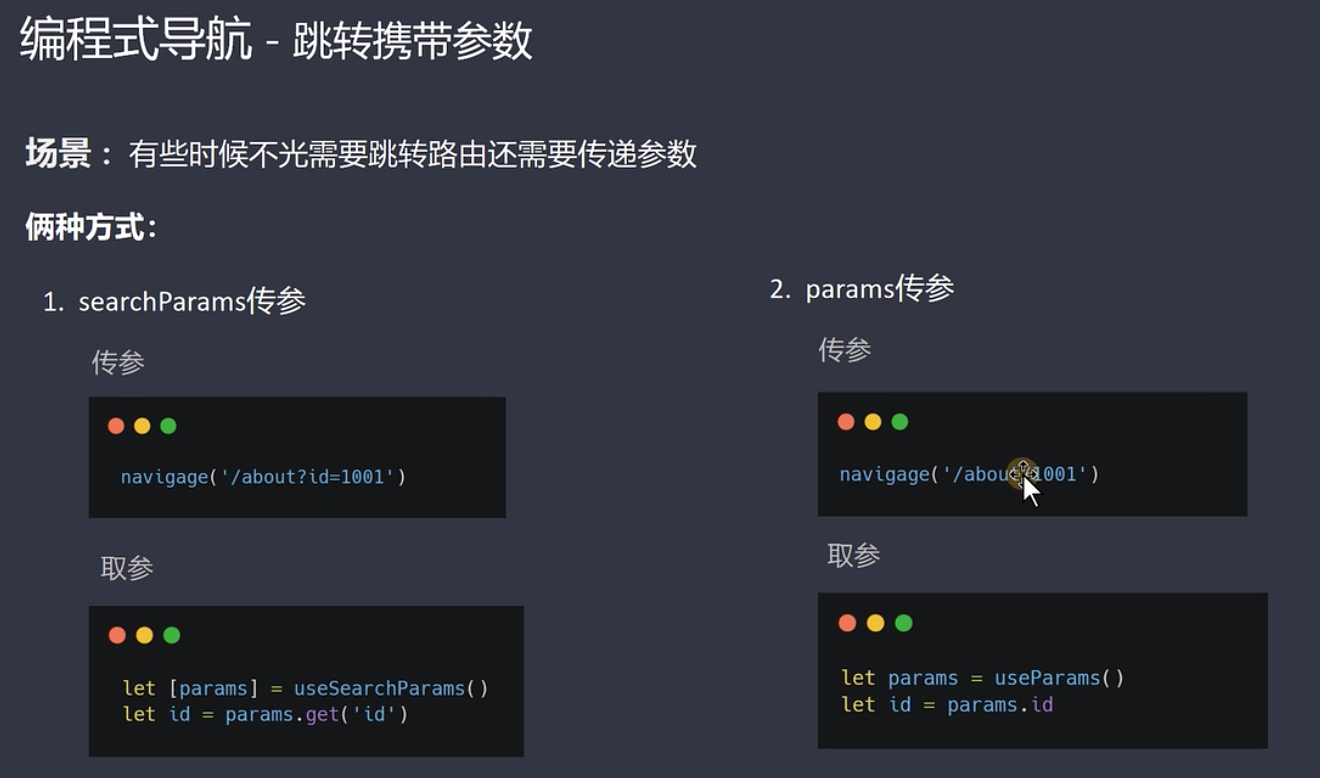 编程式导航 - 跳转携带参数
场景： 有些时候不光需要跳转路由还需要传递参数
俩种方式：
1. searchParams传参
传参
navigage('/about?id=1001')
取参
let [params] = useSearchParams()
let id = params.get('id')
2. params传参
传参
navigage('/about/1001')
取参
let params = useParams()
let id = params.id